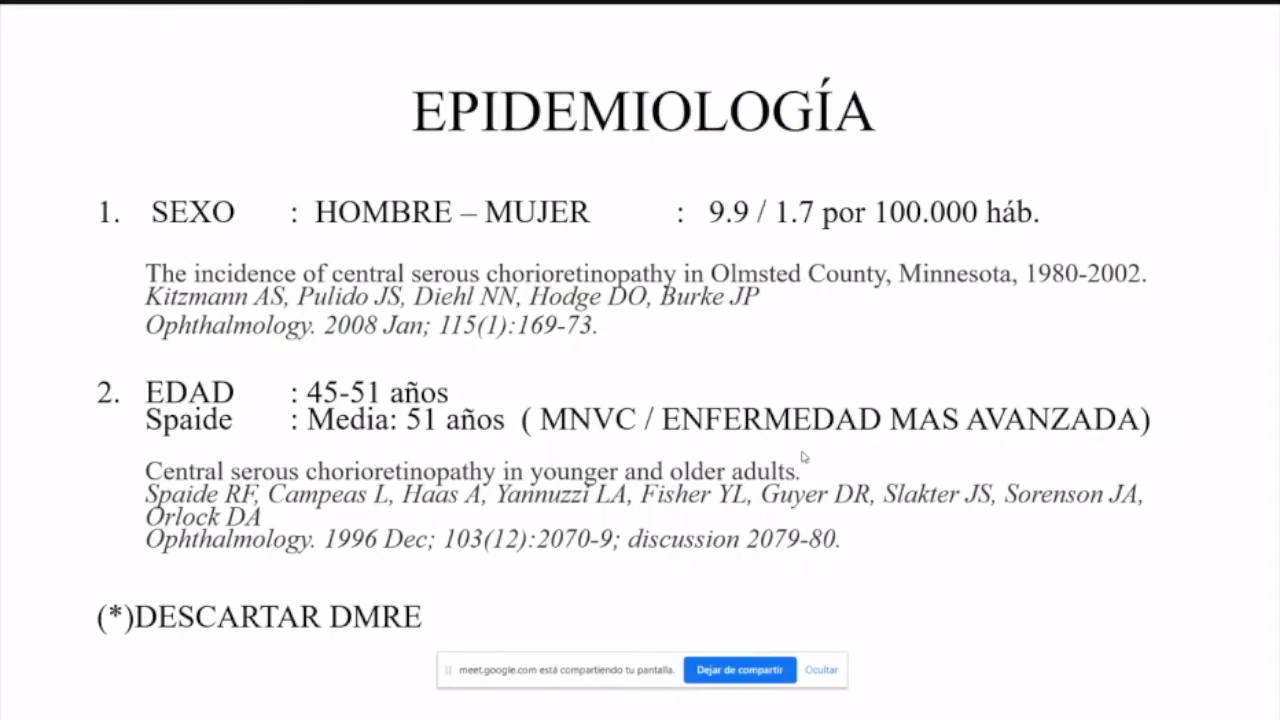 EPIDEMIOLOGÍA
1. SEXO : HOMBRE – MUJER : 9.9 / 1.7 por 100.000 háb.
The incidence of central serous chorioretinopathy in Olmsted County, Minnesota, 1980-2002.
Kitzmann AS, Pulido JS, Diehl NN, Hodge DO, Burke JP
Ophthalmology. 2008 Jan; 115(1):169-73.
2. EDAD : 45-51 años
Spaide : Media: 51 años ( MNVC / ENFERMEDAD MAS AVANZADA)
Central serous chorioretinopathy in younger and older adults.
Spaide RF, Campeas L, Haas A, Yannuzzi LA, Fisher YL, Guyer DR, Slakter JS, Sorenson JA,
Orlock DA
Ophthalmology. 1996 Dec; 103(12):2070-9; discussion 2079-80.
(*)DESCARTAR DMRE
meet.google.com está compartiendo tu pantalla. Dejar de compartir Ocultar